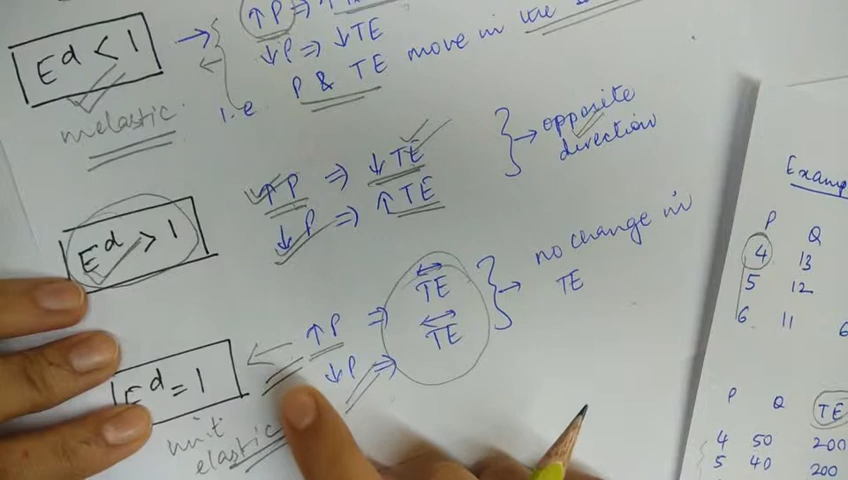 Ed < 1
↑P ⇒ ↑
↓P ⇒ ↓TE
i.e P & TE move in the
inelastic
Ed > 1
↑P ⇒ ↓TE
↓P ⇒ ↑TE
} → opposite
direction
Ed = 1
unit
elastic
↑P ⇒ ↔TE
↓P ⇒ ↔TE
} → no change in
TE
Examp
P Q
4 13
5 12
6 11 6
P Q TE
4 50 200
5 40 200